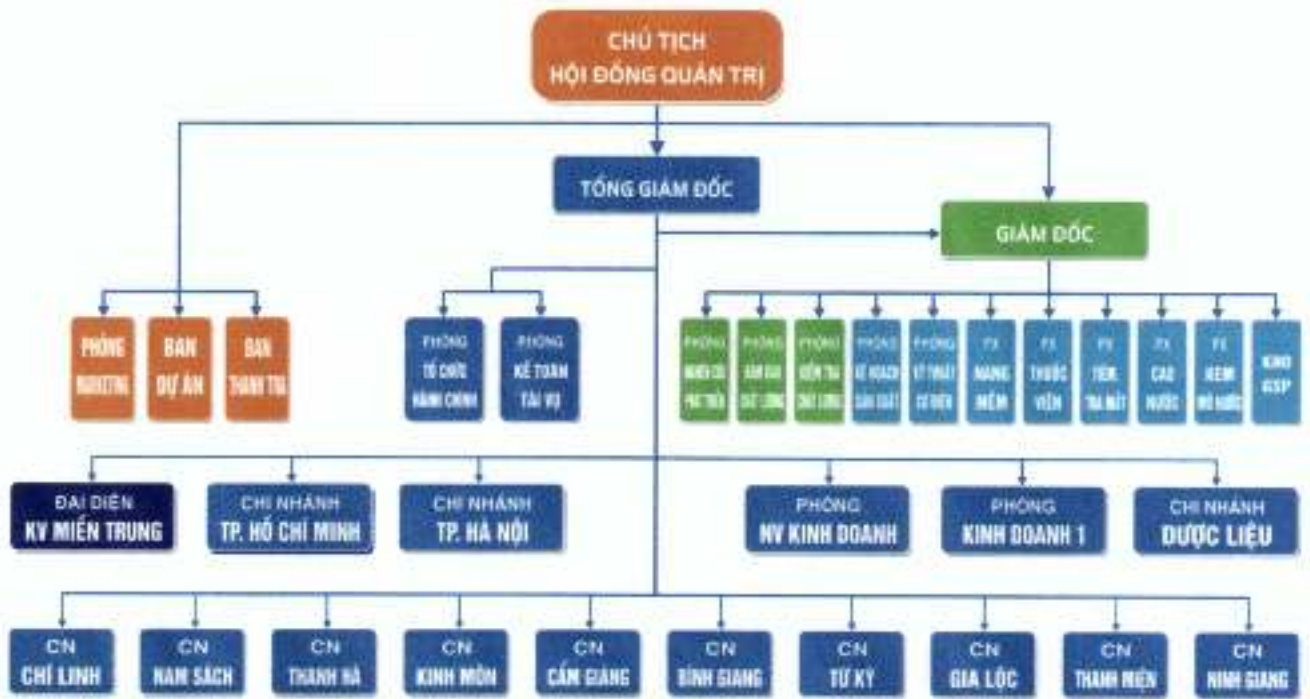 CHỦ TỊCH
HỘI ĐỒNG QUẢN TRỊ
TỔNG GIÁM ĐỐC
GIÁM ĐỐC
PHÒNG
MARKETING
BAN
DỰ ÁN
BAN
THANH TRA
PHÒNG
TỔ CHỨC
HÀNH CHÍNH
PHÒNG
KẾ TOÁN
TÀI VỤ
PHÒNG
NGHIÊN CỨU
PHÁT TRIỂN
PHÒNG
ĐẢM BẢO
CHẤT LƯỢNG
PHÒNG
KIỂM TRA
CHẤT LƯỢNG
PHÒNG
KẾ HOẠCH
SẢN XUẤT
PHÒNG
KỸ THUẬT
CƠ ĐIỆN
PX
NANG
MỀM
PX
THUỐC
VIÊN
PX
TIÊM
TRA MẮT
PX
CAO
NƯỚC
PX
KEM
MỠ NƯỚC
KHO
GSP
ĐẠI DIỆN
KV MIỀN TRUNG
CHI NHÁNH
TP. HỒ CHÍ MINH
CHI NHÁNH
TP. HÀ NỘI
PHÒNG
NV KINH DOANH
PHÒNG
KINH DOANH 1
CHI NHÁNH
DƯỢC LIỆU
CN
CHÍ LINH
CN
NAM SÁCH
CN
THANH HÀ
CN
KINH MÔN
CN
CẨM GIÀNG
CN
BÌNH GIANG
CN
TỨ KỲ
CN
GIA LỘC
CN
THANH MIỆN
CN
NINH GIANG